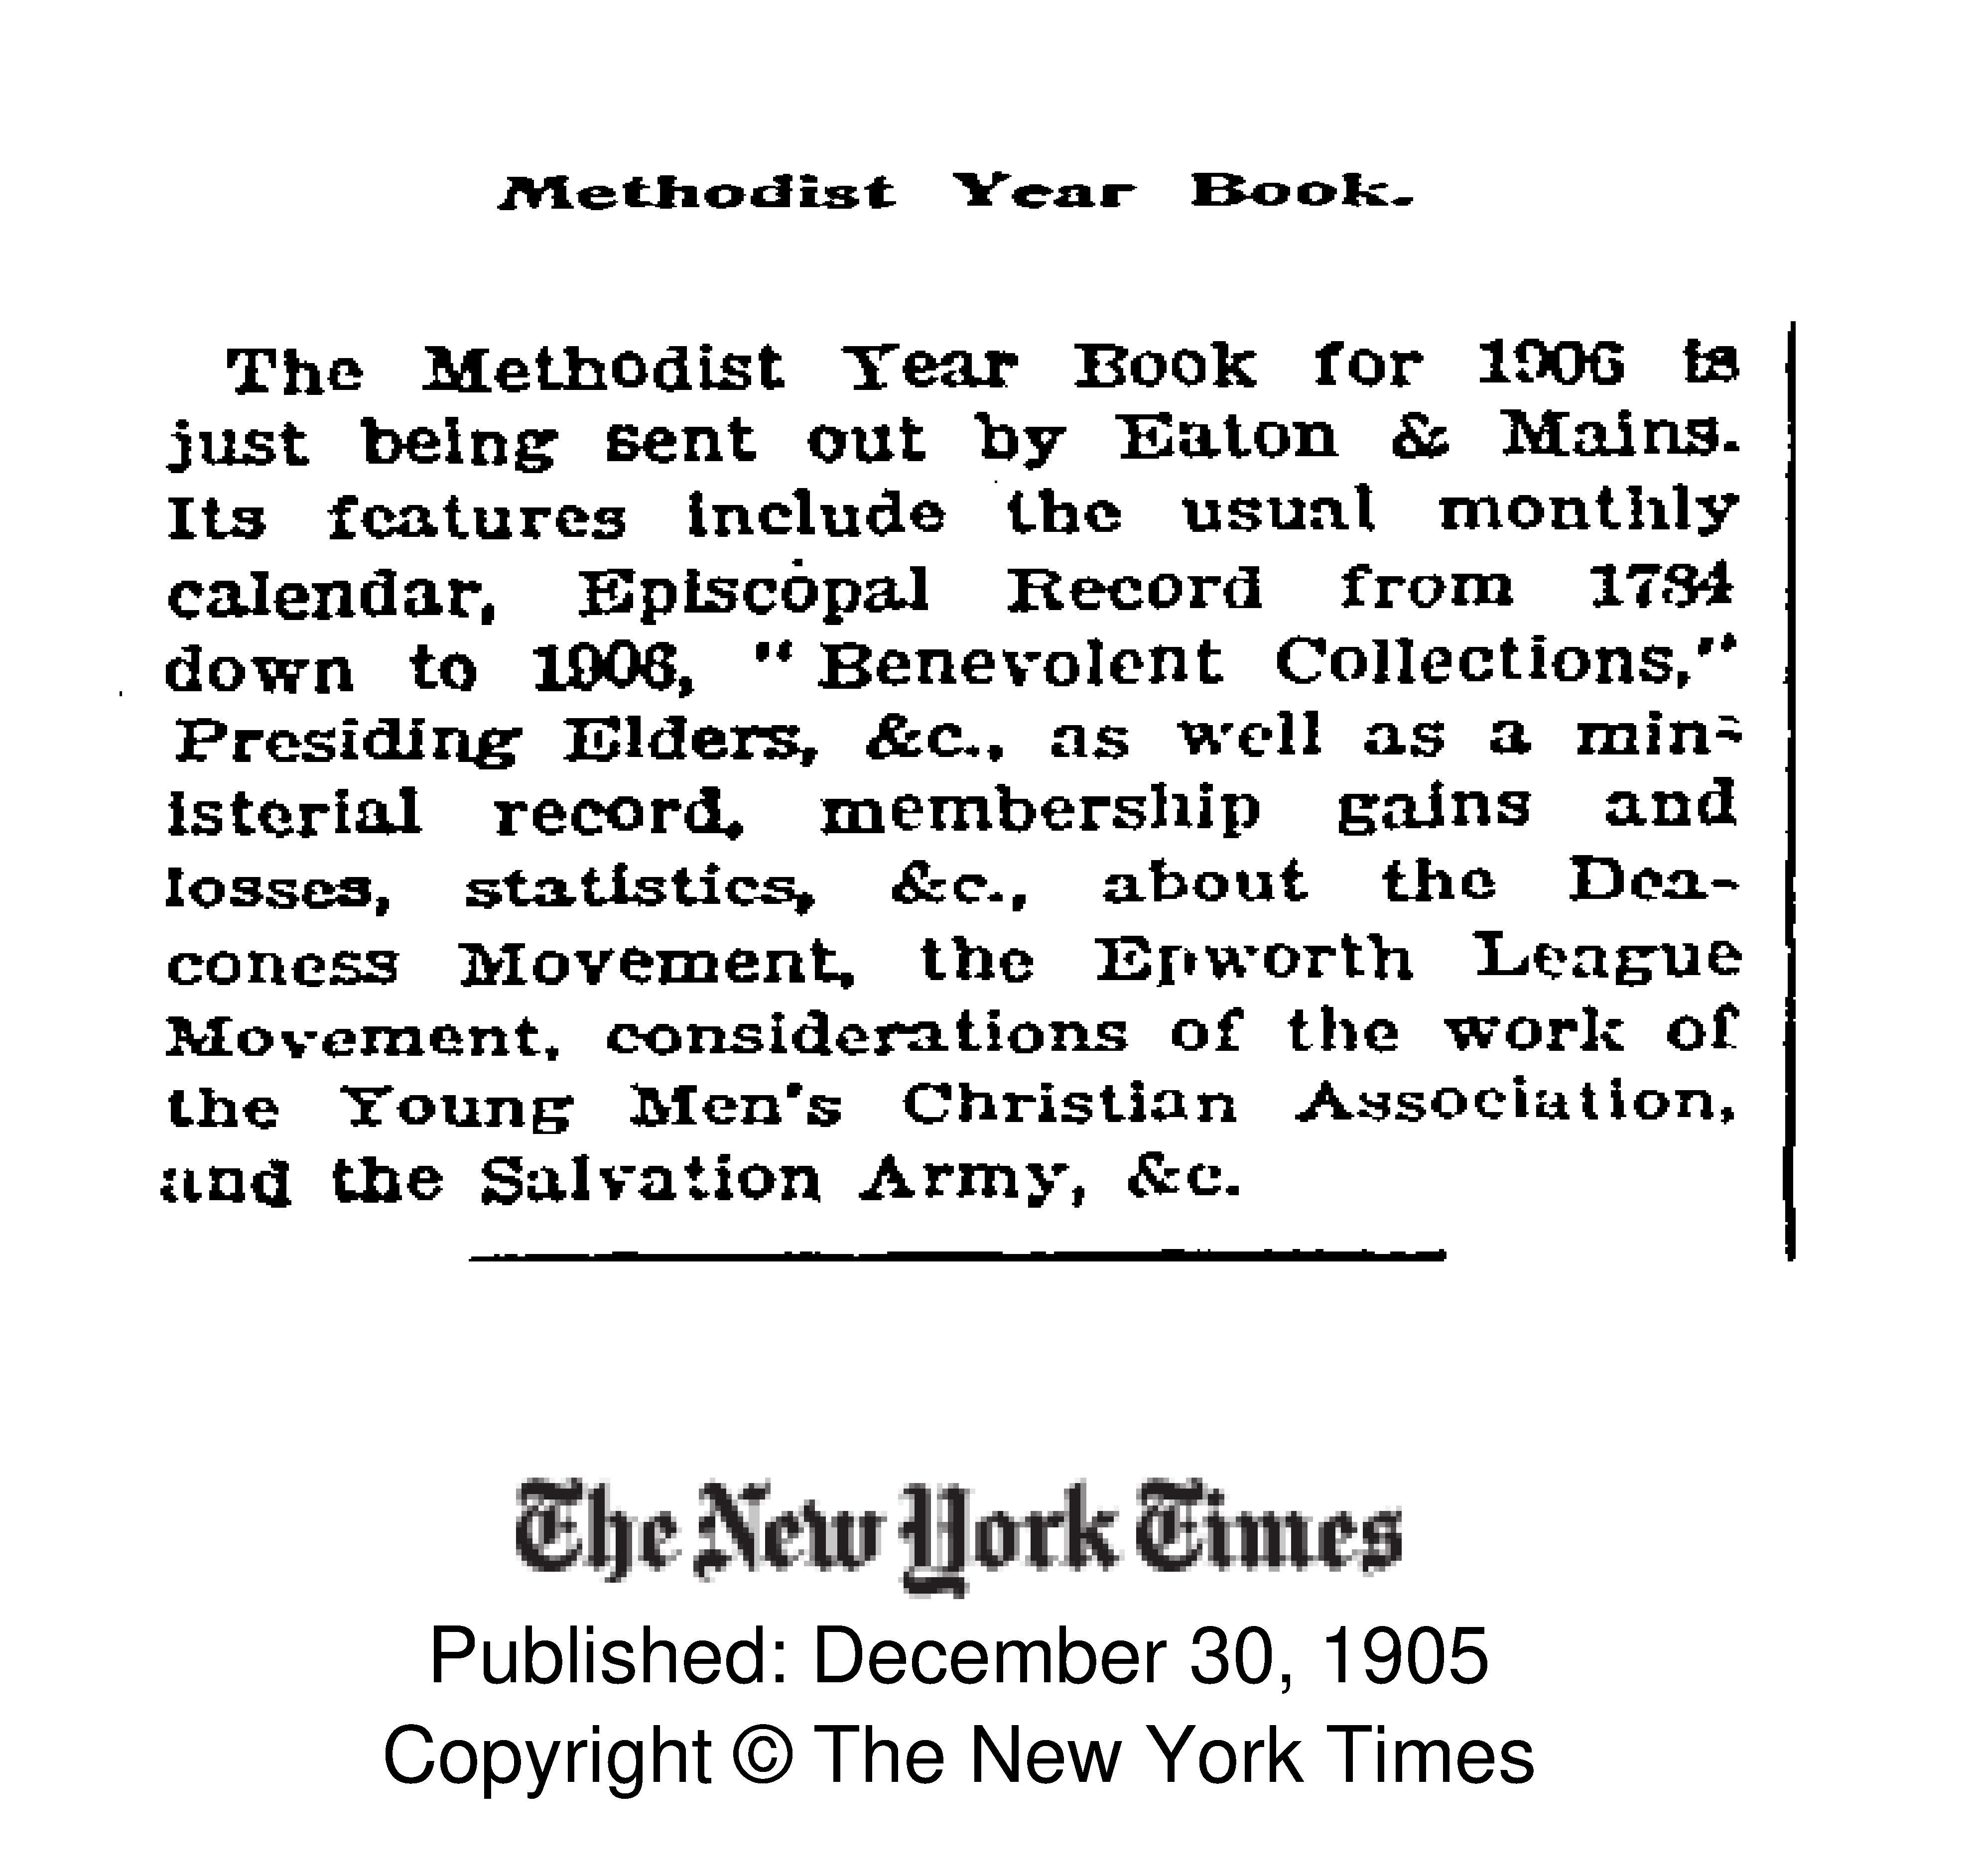 Methodist Year Book.
The Methodist Year Book for 1906 is
just being sent out by Eaton & Mains.
Its features include the usual monthly
calendar, Episcopal Record from 1784
down to 1906, "Benevolent Collections,"
Presiding Elders, &c., as well as a min-
isterial record, membership gains and
losses, statistics, &c., about the Dea-
coness Movement, the Epworth League
Movement, considerations of the work of
the Young Men's Christian Association,
and the Salvation Army, &c.
The New York Times
Published: December 30, 1905
Copyright © The New York Times